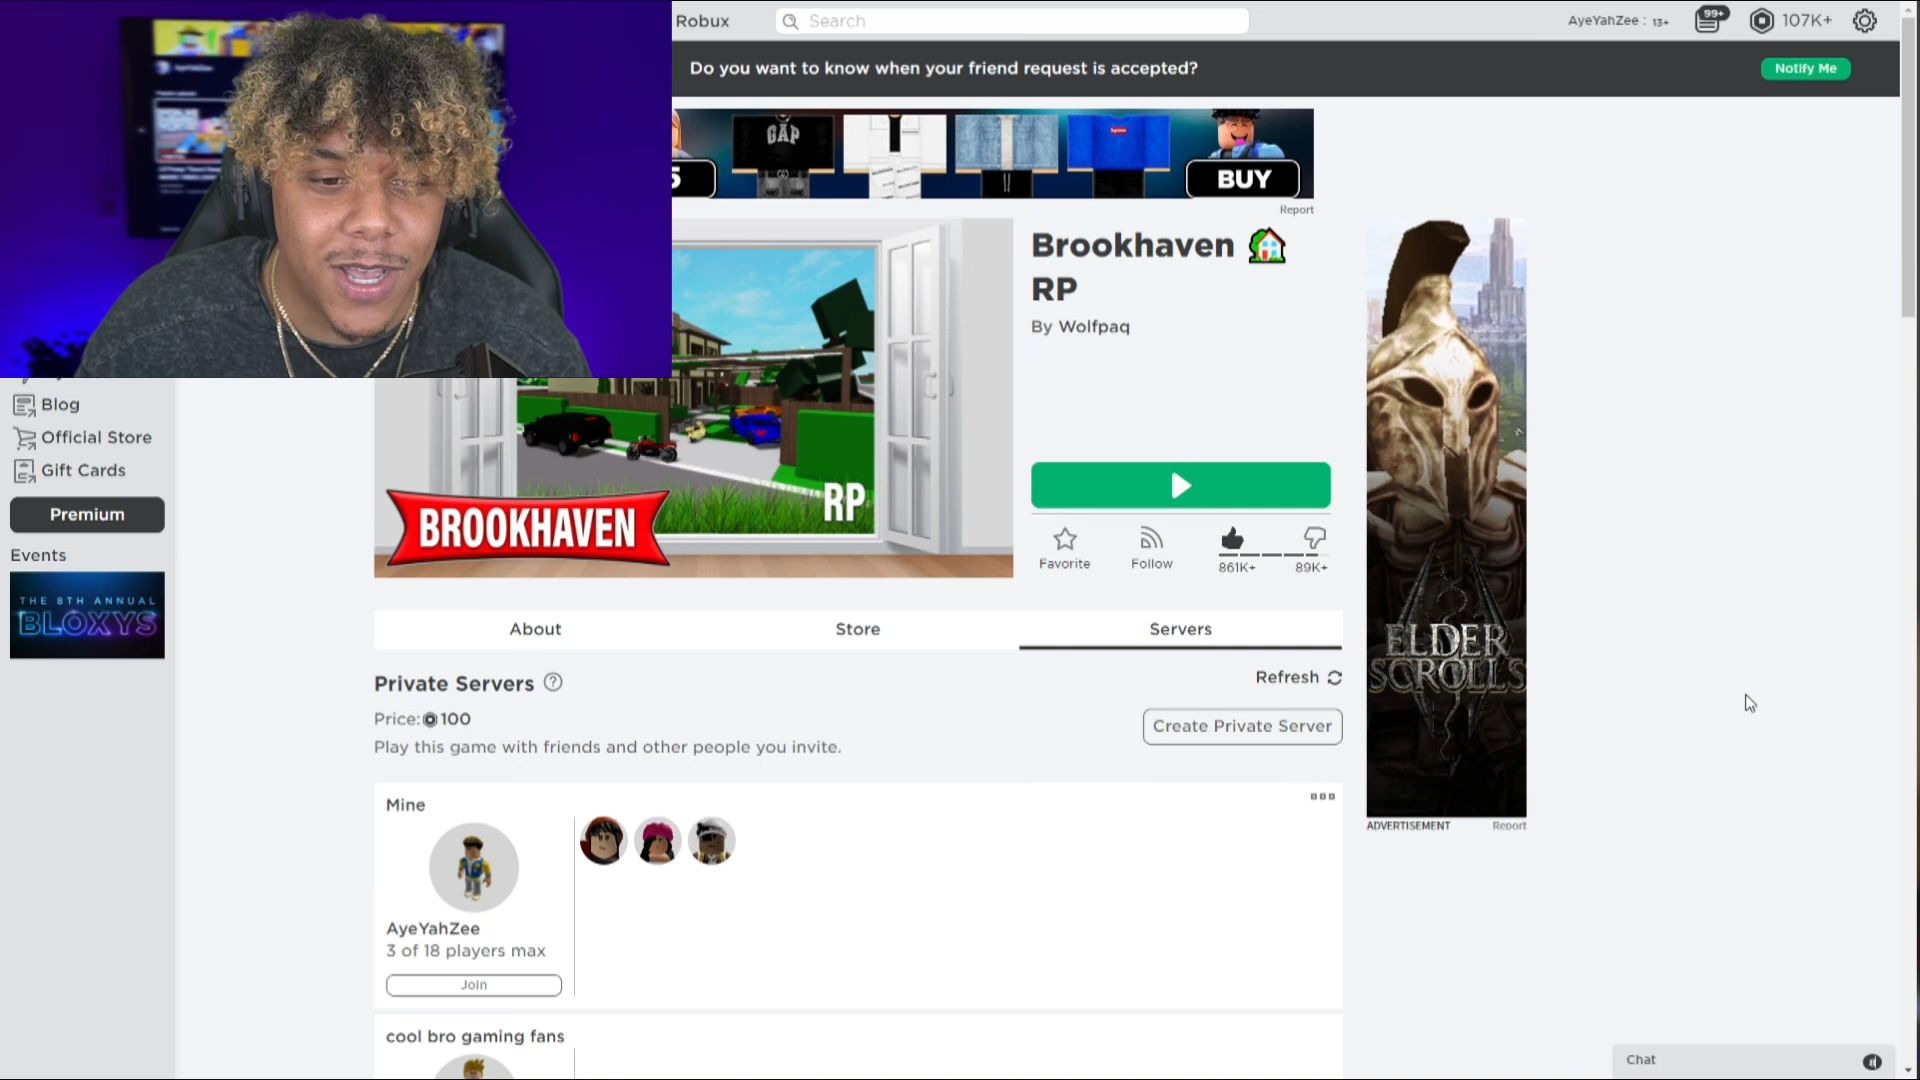 Robux
Search
AyeYahZee : 13+
99+
107K+
Do you want to know when your friend request is accepted?
Notify Me
GAP
Supreme
5
BUY
Report
Brookhaven
RP
By Wolfpaq
Blog
Official Store
Gift Cards
Premium
Events
THE 8TH ANNUAL
BLOXYS
BROOKHAVEN
RP
Favorite
Follow
861K+
89K+
About
Store
Servers
Private Servers
Refresh
Price: 100
Create Private Server
Play this game with friends and other people you invite.
ELDER
SCROLLS
ADVERTISEMENT
Report
Mine
AyeYahZee
3 of 18 players max
Join
cool bro gaming fans
Chat